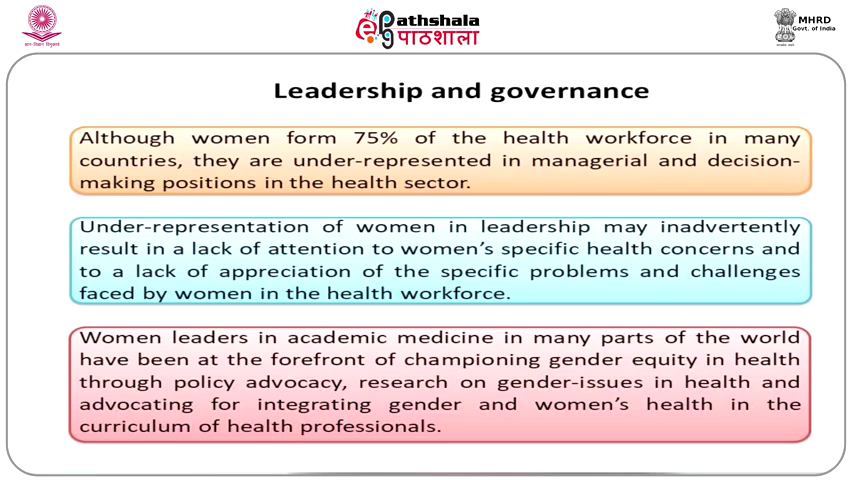 ज्ञान-विज्ञान विमुक्तये
ePathshala
pg पाठशाला
MHRD
Govt. of India
Leadership and governance
Although women form 75% of the health workforce in many
countries, they are under-represented in managerial and decision-
making positions in the health sector.
Under-representation of women in leadership may inadvertently
result in a lack of attention to women's specific health concerns and
to a lack of appreciation of the specific problems and challenges
faced by women in the health workforce.
Women leaders in academic medicine in many parts of the world
have been at the forefront of championing gender equity in health
through policy advocacy, research on gender-issues in health and
advocating for integrating gender and women's health in the
curriculum of health professionals.